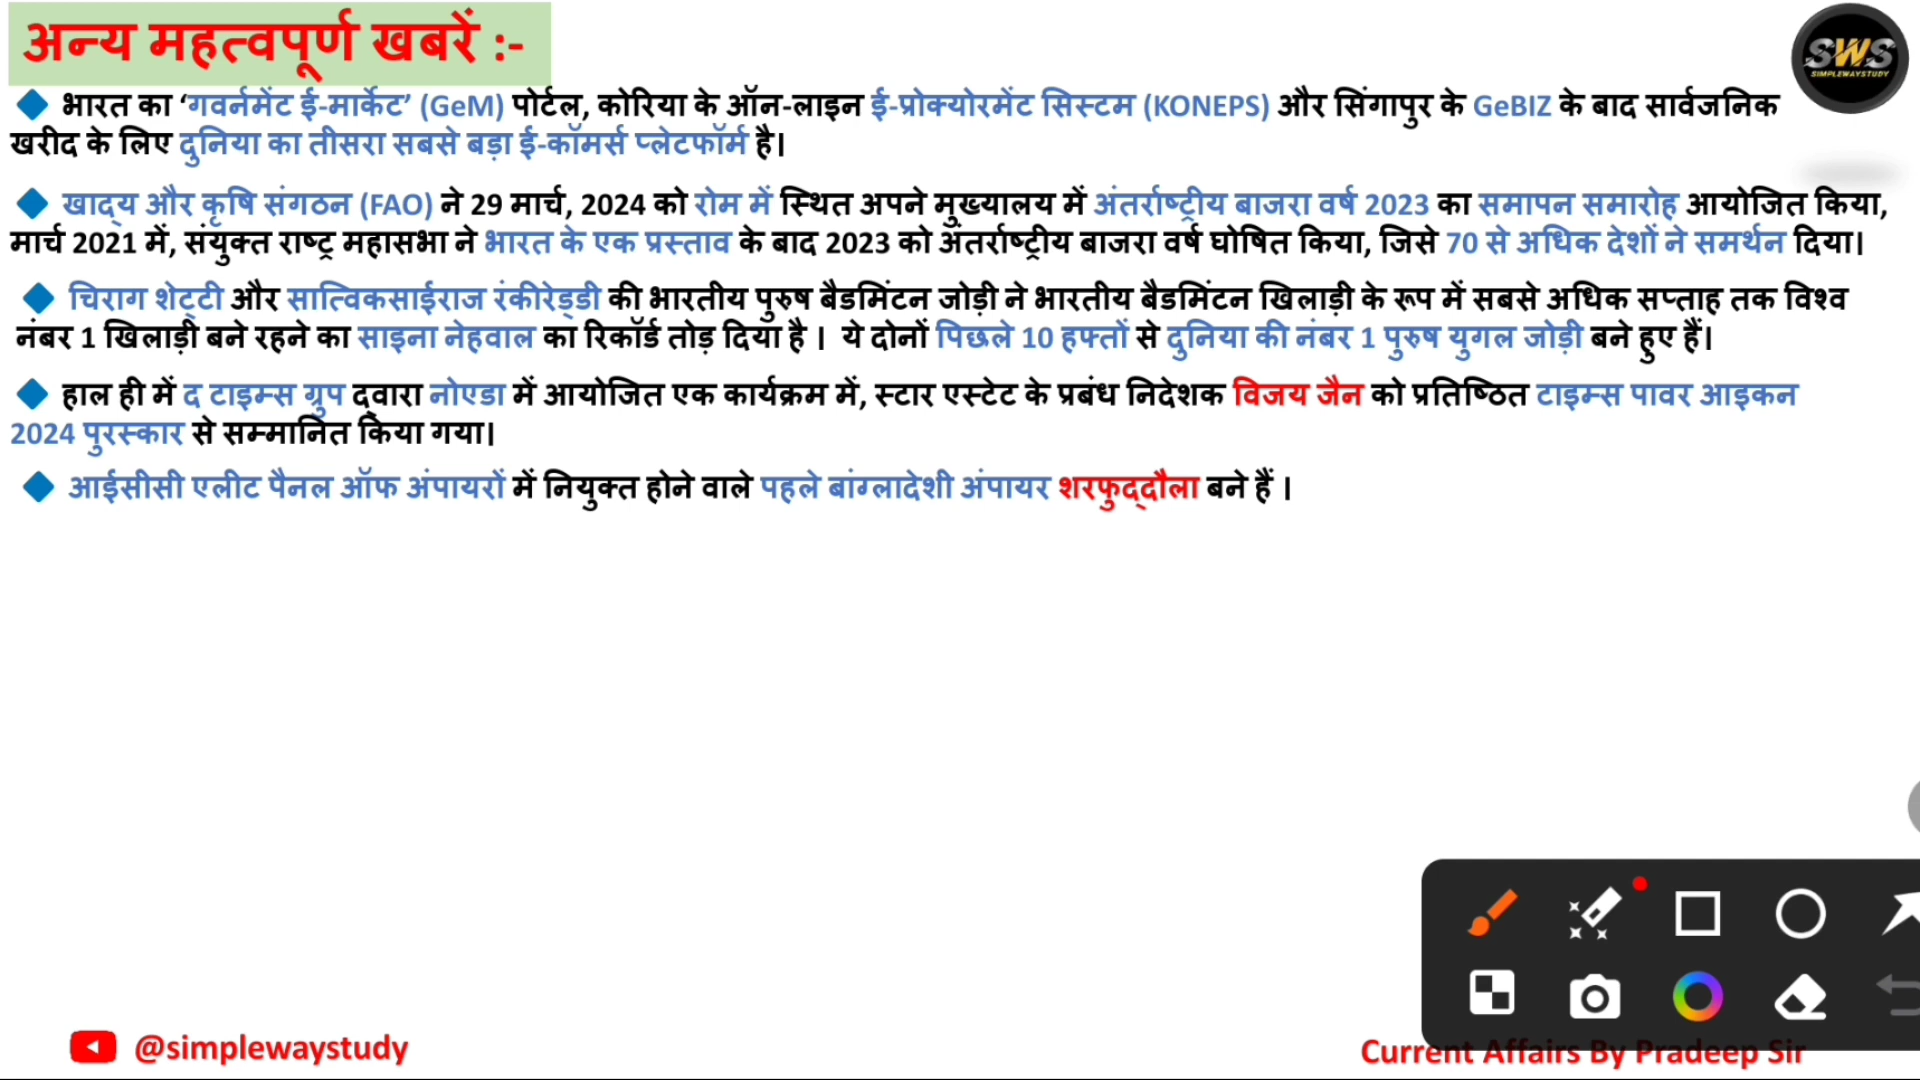 अन्य महत्वपूर्ण खबरें :-
SWS
SIMPLEWAYSTUDY
भारत का ‘गवर्नमेंट ई-मार्केट’ (GeM) पोर्टल, कोरिया के ऑन-लाइन ई-प्रोक्योरमेंट सिस्टम (KONEPS) और सिंगापुर के GeBIZ के बाद सार्वजनिक
खरीद के लिए दुनिया का तीसरा सबसे बड़ा ई-कॉमर्स प्लेटफॉर्म है।
खाद्य और कृषि संगठन (FAO) ने 29 मार्च, 2024 को रोम में स्थित अपने मुख्यालय में अंतर्राष्ट्रीय बाजरा वर्ष 2023 का समापन समारोह आयोजित किया,
मार्च 2021 में, संयुक्त राष्ट्र महासभा ने भारत के एक प्रस्ताव के बाद 2023 को अंतर्राष्ट्रीय बाजरा वर्ष घोषित किया, जिसे 70 से अधिक देशों ने समर्थन दिया।
चिराग शेट्टी और सात्विकसाईराज रंकीरेड्डी की भारतीय पुरुष बैडमिंटन जोड़ी ने भारतीय बैडमिंटन खिलाड़ी के रूप में सबसे अधिक सप्ताह तक विश्व
नंबर 1 खिलाड़ी बने रहने का साइना नेहवाल का रिकॉर्ड तोड़ दिया है । ये दोनों पिछले 10 हफ्तों से दुनिया की नंबर 1 पुरुष युगल जोड़ी बने हुए हैं।
हाल ही में द टाइम्स ग्रुप द्वारा नोएडा में आयोजित एक कार्यक्रम में, स्टार एस्टेट के प्रबंध निदेशक विजय जैन को प्रतिष्ठित टाइम्स पावर आइकन
2024 पुरस्कार से सम्मानित किया गया।
आईसीसी एलीट पैनल ऑफ अंपायरों में नियुक्त होने वाले पहले बांग्लादेशी अंपायर शरफुद्दौला बने हैं ।
@simplewaystudy
Current Affairs By Pradeep Sir